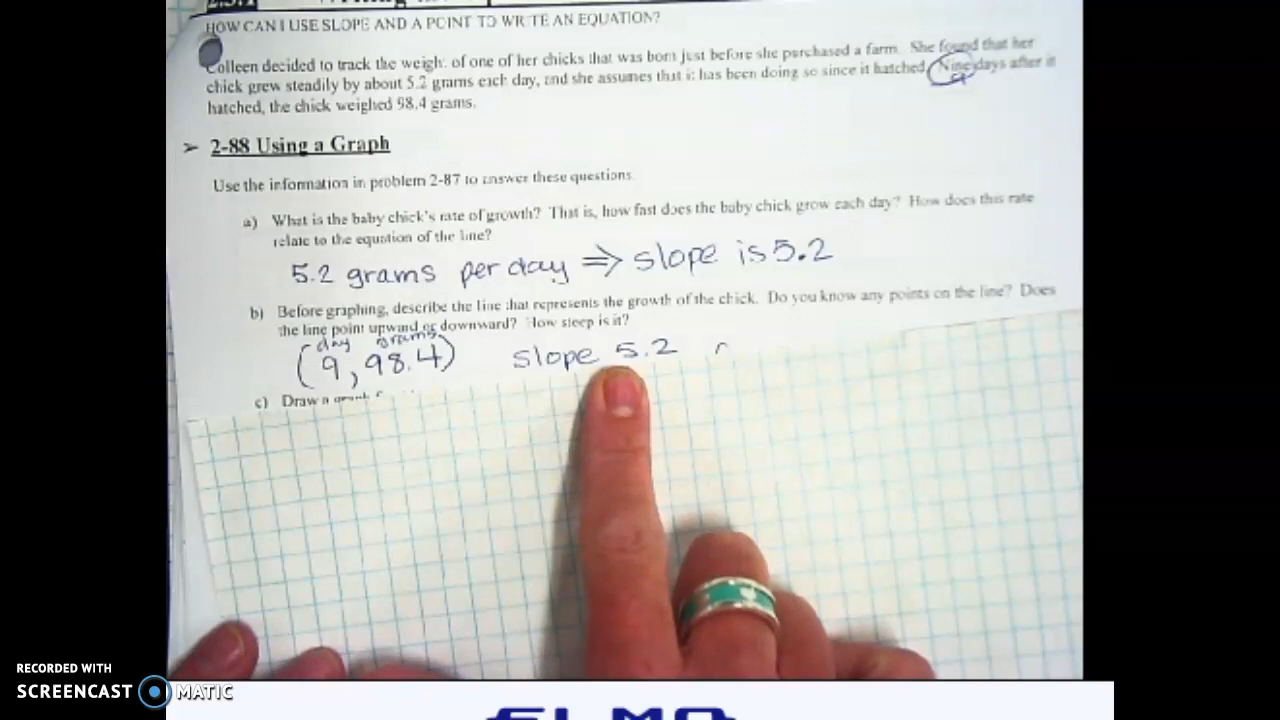 HOW CAN I USE SLOPE AND A POINT TO WRITE AN EQUATION?
Colleen decided to track the weight of one of her chicks that was born just before she purchased a farm. She found that her
chick grew steadily by about 5.2 grams each day, and she assumes that it has been doing so since it hatched. Nine days after it
hatched, the chick weighed 98.4 grams.
➢ 2-88 Using a Graph
Use the information in problem 2-87 to answer these questions.
a) What is the baby chick's rate of growth? That is, how fast does the baby chick grow each day? How does this rate
relate to the equation of the line?
5.2 grams per day ⇒ slope is 5.2
b) Before graphing, describe the line that represents the growth of the chick. Do you know any points on the line? Does
the line point upward or downward? How steep is it?
day grams
(9, 98.4) slope 5.2
c) Draw a
RECORDED WITH
SCREENCAST MATIC
ELMO